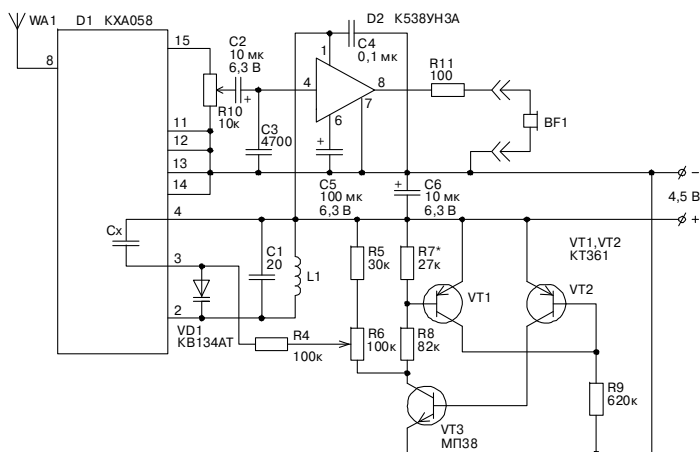 WA1
D1 КХА058
D2 К538УН3А
8
15
C2
10 мк
6,3 В
+
R10
10к
C3
4700
C4
0,1 мк
1
4
8
7
6
+
R11
100
BF1
11
12
13
14
C5
100 мк
6,3 В
+
C6
10 мк
6,3 В
−
4,5 В
+
4
Cx
3
2
C1
20
L1
VD1
КВ134АТ
R4
100к
R5
30к
R6
100к
R7*
27к
R8
82к
VT1
VT2
VT1,VT2
КТ361
VT3
МП38
R9
620к